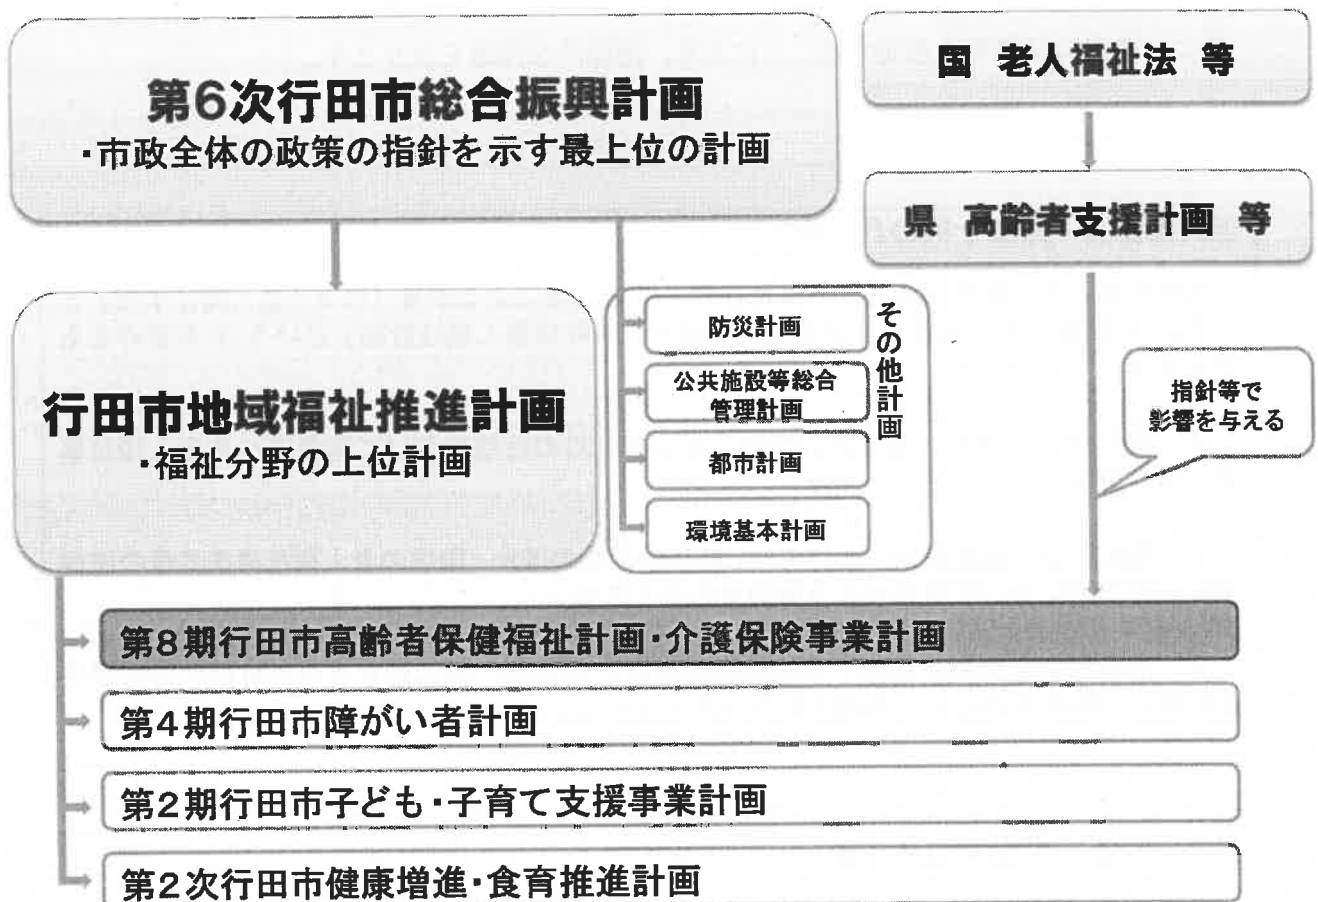 第6次行田市総合振興計画
・市政全体の政策の指針を示す最上位の計画
国 老人福祉法 等
県 高齢者支援計画 等
行田市地域福祉推進計画
・福祉分野の上位計画
その他計画
防災計画
公共施設等総合
管理計画
都市計画
環境基本計画
指針等で
影響を与える
第8期行田市高齢者保健福祉計画・介護保険事業計画
第4期行田市障がい者計画
第2期行田市子ども・子育て支援事業計画
第2次行田市健康増進・食育推進計画